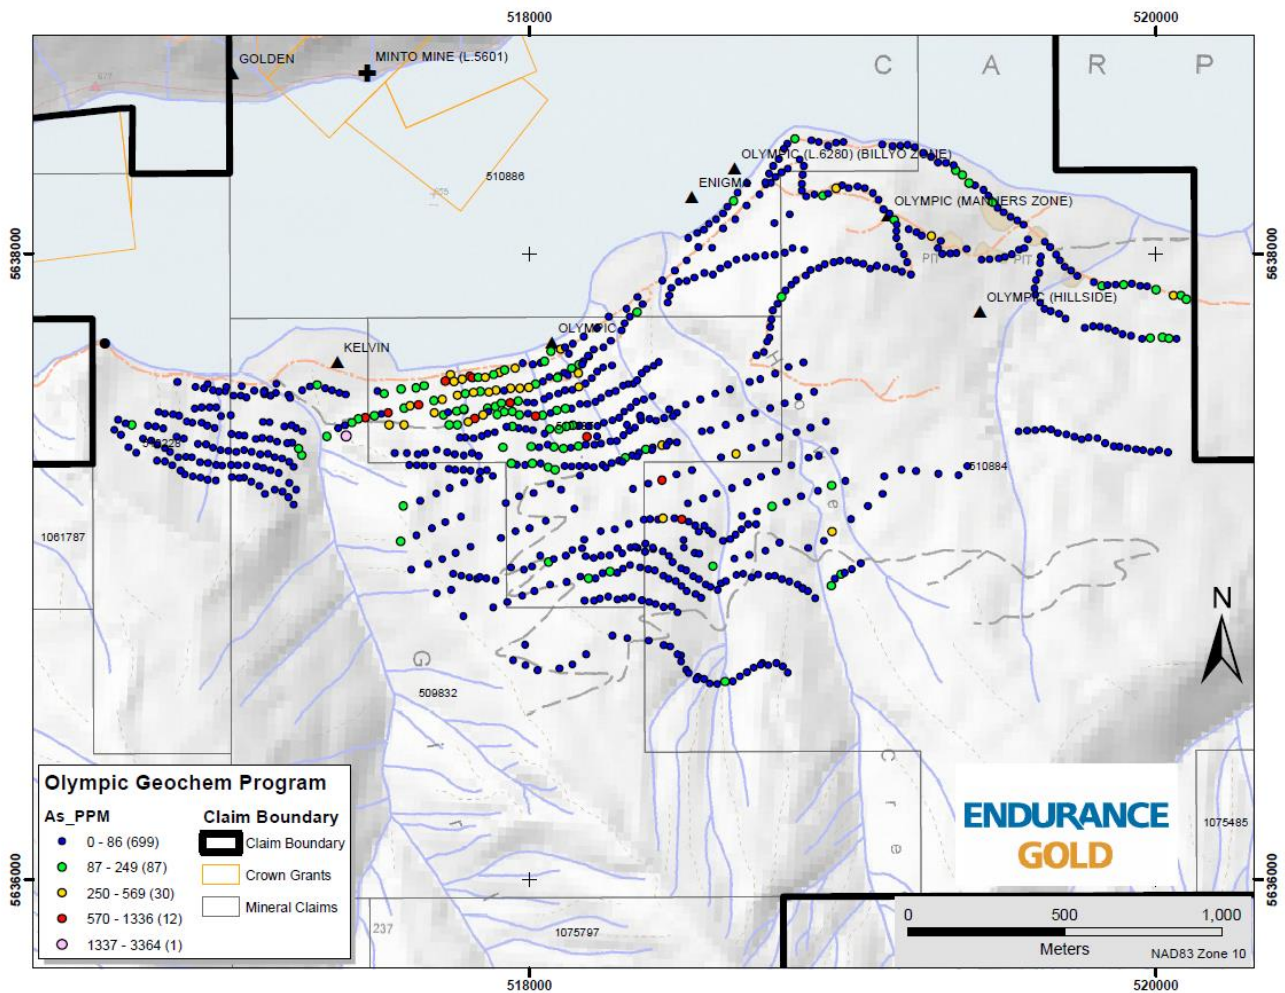 518000
520000
GOLDEN
MINTO MINE (L.5601)
C A R P
OLYMPIC (L.6280) (BILLYO ZONE)
510886
ENIGMA
OLYMPIC (MANNERS ZONE)
5638000
5638000
PIT
PIT
OLYMPIC (HILLSIDE)
OLYMPIC
KELVIN
510884
1061787
N
G
509832
C
r
e
e
Olympic Geochem Program
As_PPM
0 - 86 (699)
87 - 249 (87)
250 - 569 (30)
570 - 1336 (12)
1337 - 3364 (1)
Claim Boundary
Claim Boundary
Crown Grants
Mineral Claims
ENDURANCE
GOLD
1075485
5636000
5636000
237
1075797
0 500 1,000
Meters
NAD83 Zone 10
518000
520000